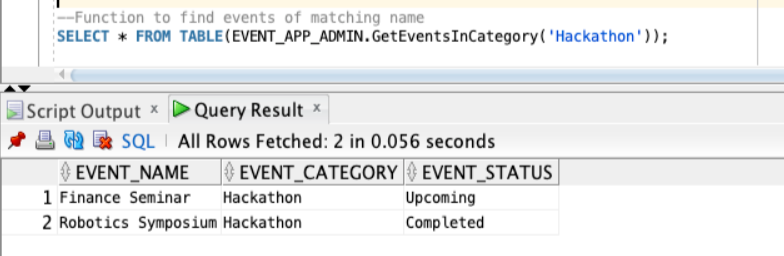 --Function to find events of matching name
SELECT * FROM TABLE(EVENT_APP_ADMIN.GetEventsInCategory('Hackathon'));
Script Output × Query Result ×
SQL All Rows Fetched: 2 in 0.056 seconds
EVENT_NAME EVENT_CATEGORY EVENT_STATUS
1 Finance Seminar Hackathon Upcoming
2 Robotics Symposium Hackathon Completed